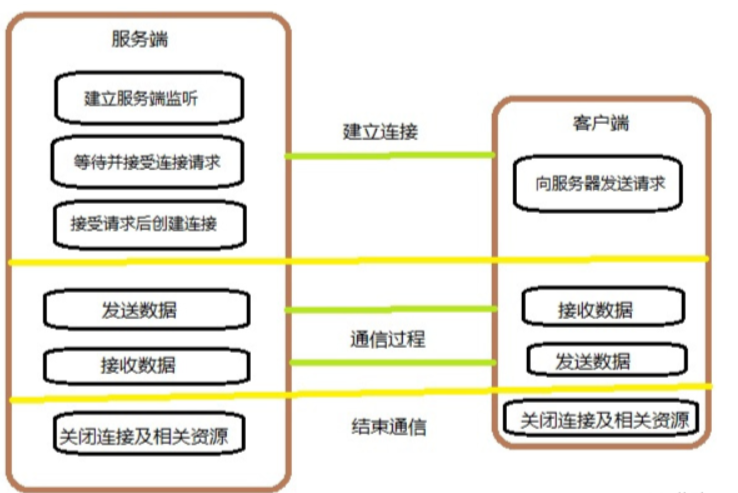 服务端
建立服务端监听
等待并接受连接请求
接受请求后创建连接
发送数据
接收数据
关闭连接及相关资源
建立连接
通信过程
结束通信
客户端
向服务器发送请求
接收数据
发送数据
关闭连接及相关资源